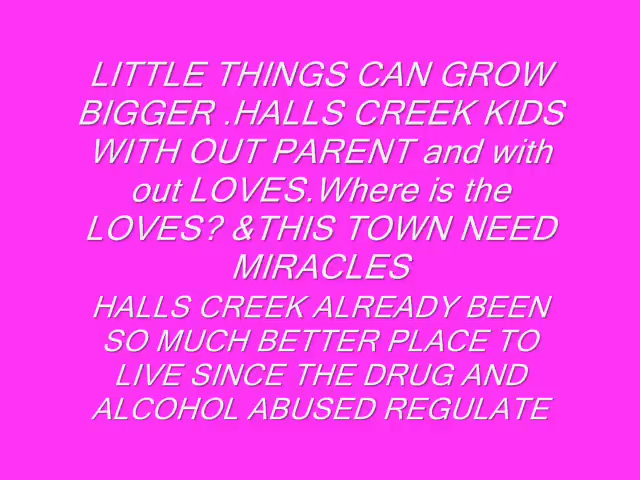 LITTLE THINGS CAN GROW
BIGGER .HALLS CREEK KIDS
WITH OUT PARENT and with
out LOVES.Where is the
LOVES? &THIS TOWN NEED
MIRACLES
HALLS CREEK ALREADY BEEN
SO MUCH BETTER PLACE TO
LIVE SINCE THE DRUG AND
ALCOHOL ABUSED REGULATE